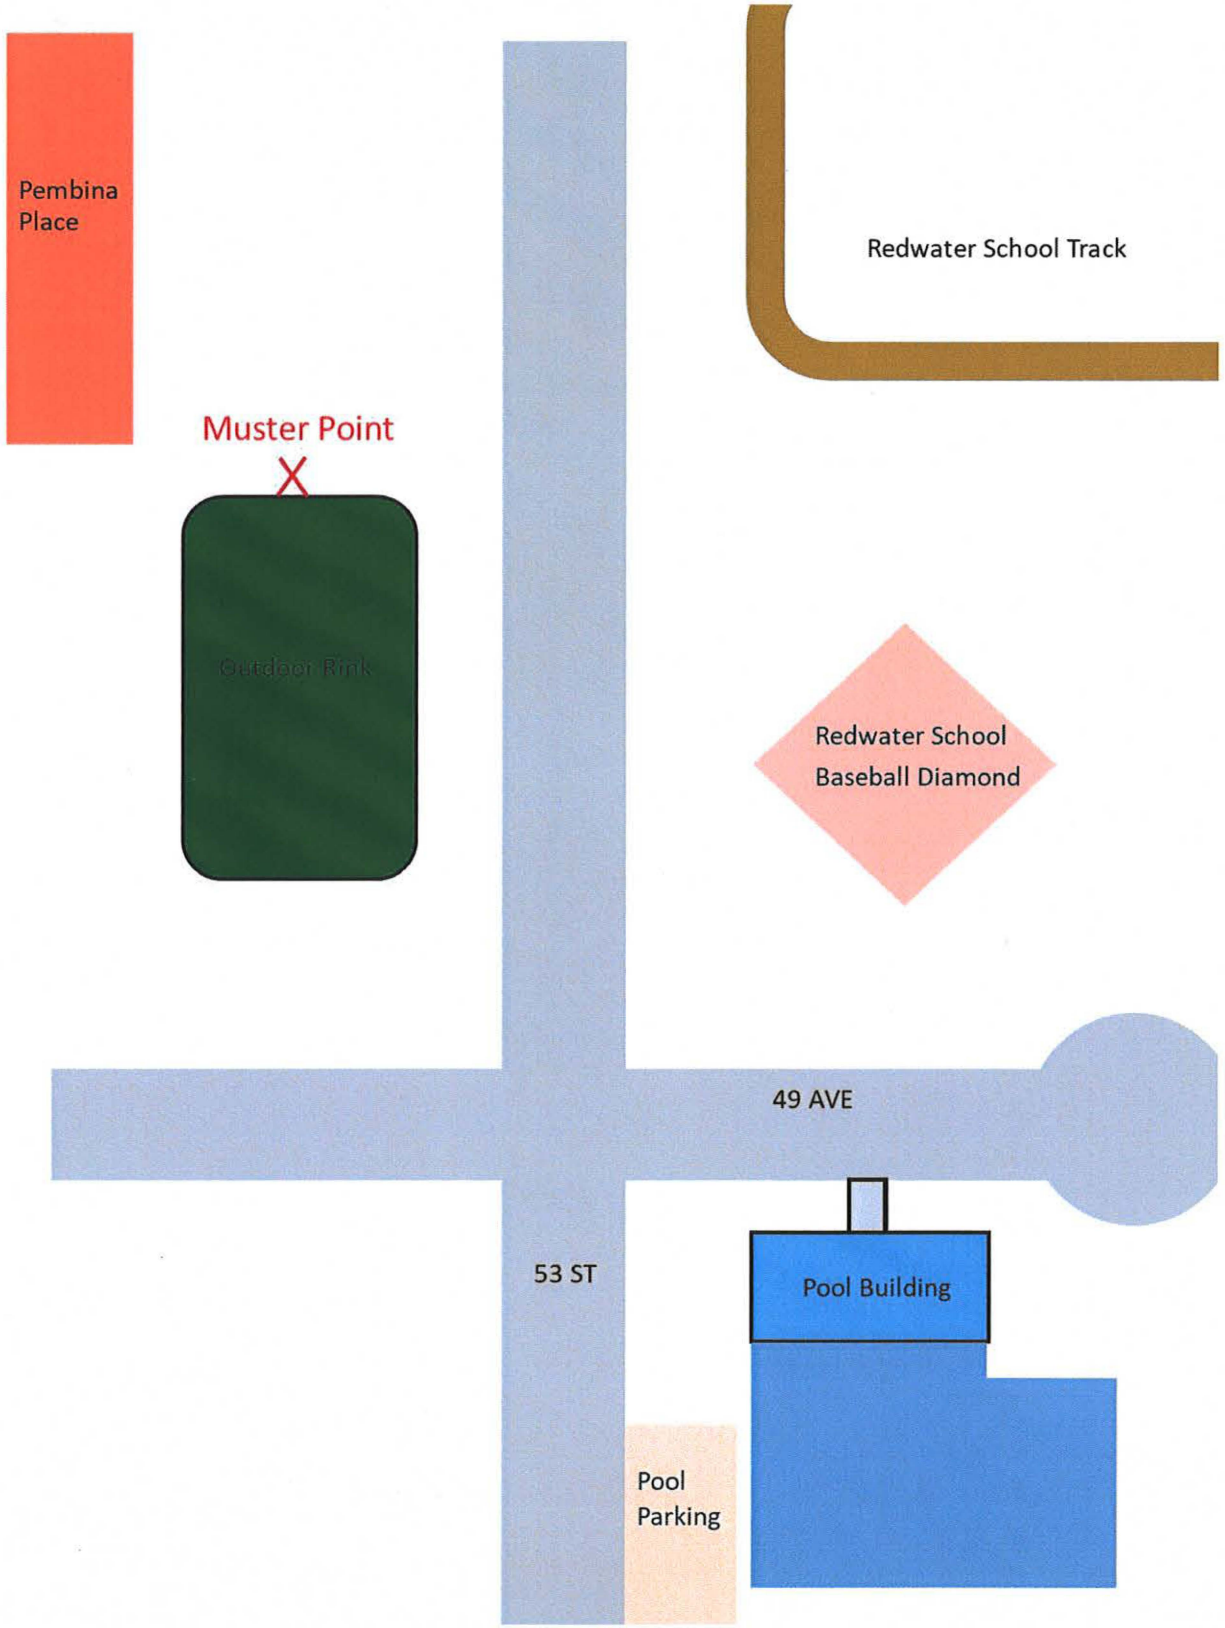 Pembina
Place
Redwater School Track
Muster Point
X
Outdoor Rink
Redwater School
Baseball Diamond
49 AVE
53 ST
Pool Building
Pool
Parking